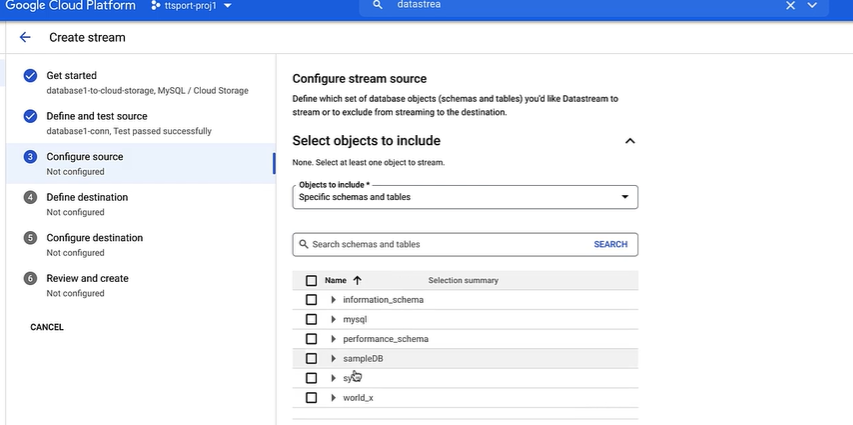 Google Cloud Platform
ttsport-proj1
datastrea
Create stream
Get started
database1-to-cloud-storage, MySQL / Cloud Storage
Define and test source
database1-conn, Test passed successfully
3 Configure source
Not configured
4 Define destination
Not configured
5 Configure destination
Not configured
6 Review and create
Not configured
CANCEL
Configure stream source
Define which set of database objects (schemas and tables) you'd like Datastream to
stream or to exclude from streaming to the destination.
Select objects to include
None. Select at least one object to stream.
Objects to include *
Specific schemas and tables
Search schemas and tables SEARCH
Name Selection summary
information_schema
mysql
performance_schema
sampleDB
world_x